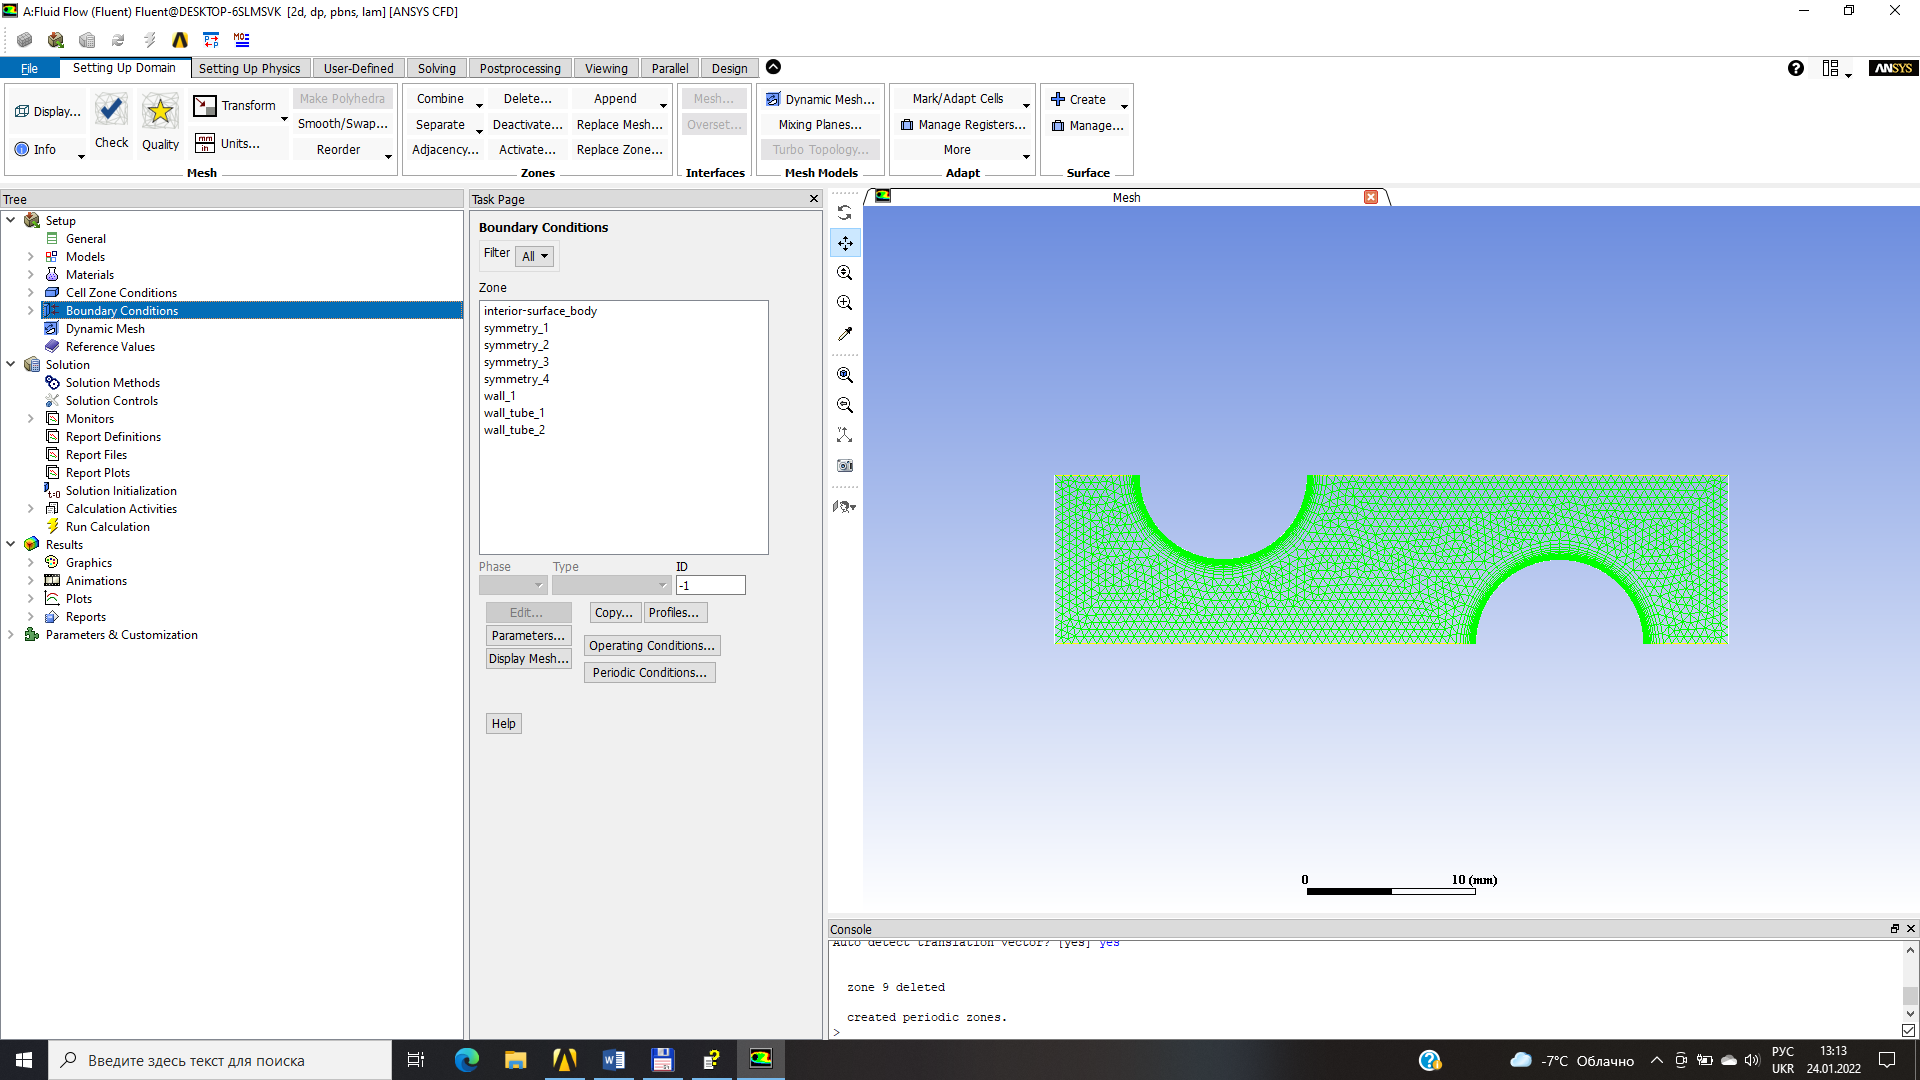 A:Fluid Flow (Fluent) Fluent@DESKTOP-6SLMSVK [2d, dp, pbns, lam] [ANSYS CFD]
File
Setting Up Domain
Setting Up Physics
User-Defined
Solving
Postprocessing
Viewing
Parallel
Design
ANSYS
Display...
Info
Check
Quality
Transform
Units...
Make Polyhedra
Smooth/Swap...
Reorder
Mesh
Combine
Separate
Adjacency...
Delete...
Deactivate...
Activate...
Append
Replace Mesh...
Replace Zone...
Zones
Mesh...
Overset...
Interfaces
Dynamic Mesh...
Mixing Planes...
Turbo Topology...
Mesh Models
Mark/Adapt Cells
Manage Registers...
More
Adapt
Create
Manage...
Surface
Tree
Setup
General
Models
Materials
Cell Zone Conditions
Boundary Conditions
Dynamic Mesh
Reference Values
Solution
Solution Methods
Solution Controls
Monitors
Report Definitions
Report Files
Report Plots
Solution Initialization
Calculation Activities
Run Calculation
Results
Graphics
Animations
Plots
Reports
Parameters & Customization
Task Page
Boundary Conditions
Filter All
Zone
interior-surface_body
symmetry_1
symmetry_2
symmetry_3
symmetry_4
wall_1
wall_tube_1
wall_tube_2
Phase Type ID
-1
Edit... Copy... Profiles...
Parameters... Operating Conditions...
Display Mesh... Periodic Conditions...
Help
Mesh
0 10 (mm)
Console
Auto detect translation vector? [yes] yes
zone 9 deleted
created periodic zones.
>
Введите здесь текст для поиска
-7°C Облачно
РУС
UKR
13:13
24.01.2022